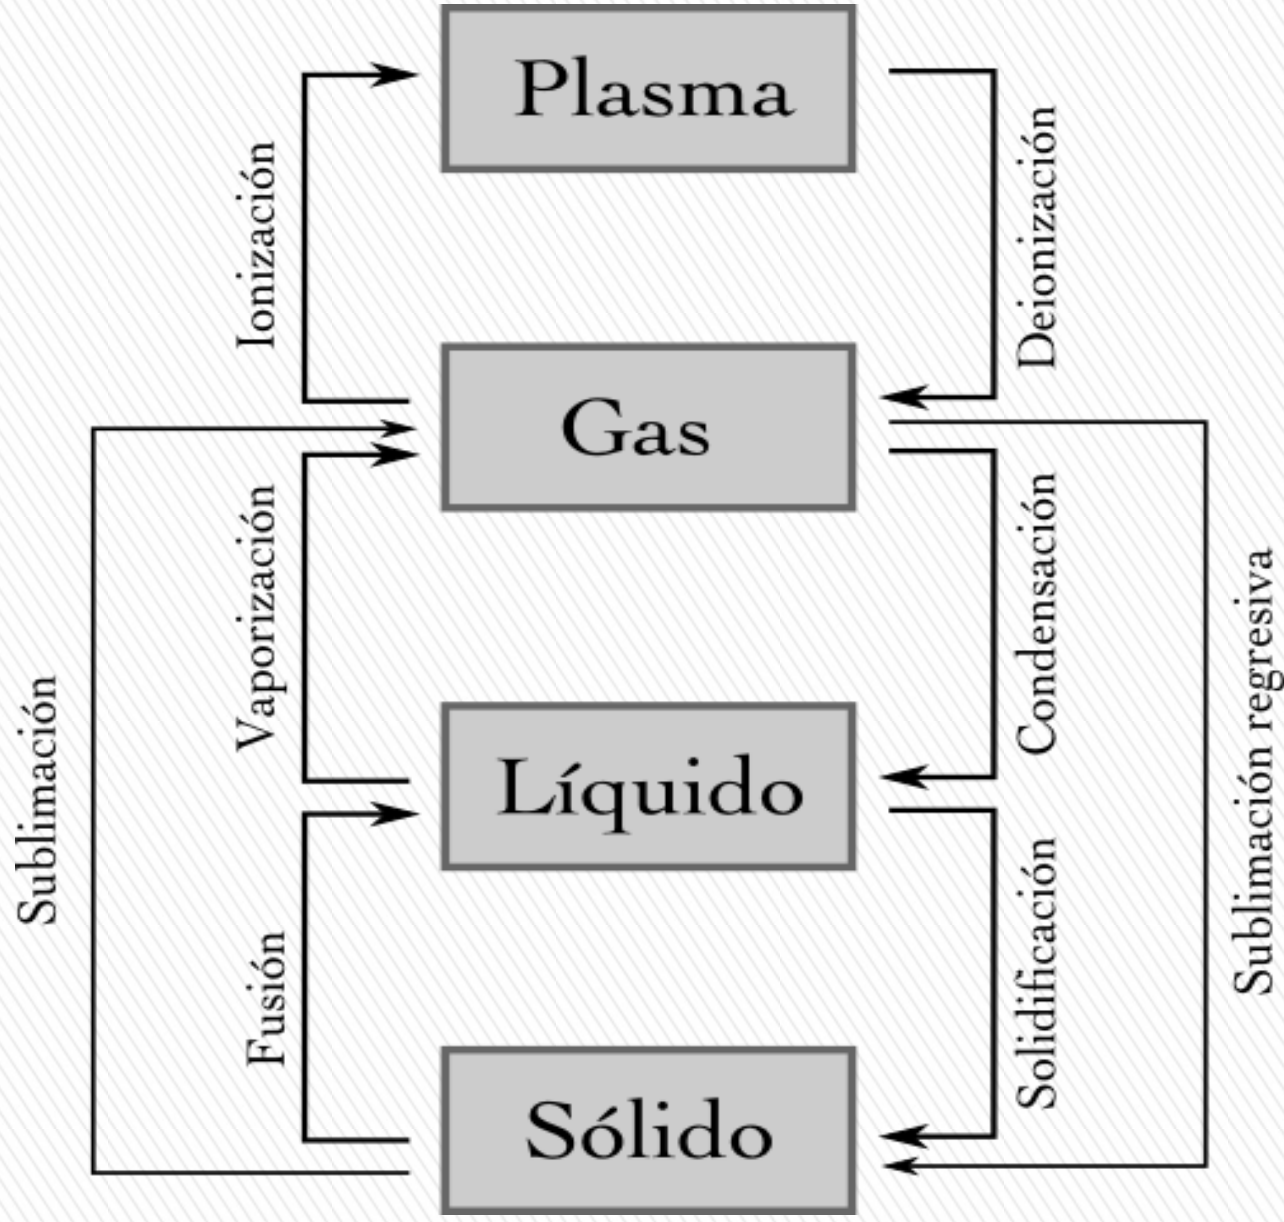 Plasma
Ionización
Deionización
Gas
Vaporización
Condensación
Sublimación
Sublimación regresiva
Líquido
Fusión
Solidificación
Sólido